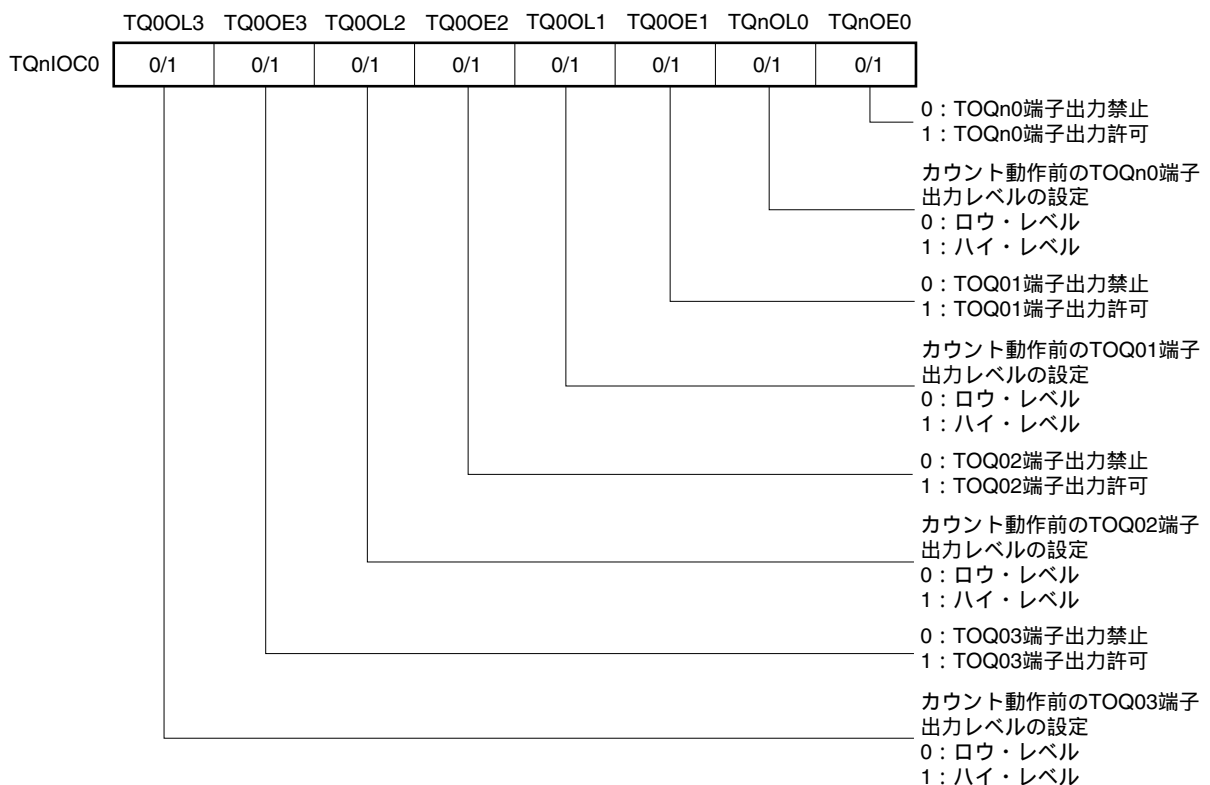 TQ0OL3 TQ0OE3 TQ0OL2 TQ0OE2 TQ0OL1 TQ0OE1 TQnOL0 TQnOE0
TQnIOC0 0/1 0/1 0/1 0/1 0/1 0/1 0/1 0/1
0：TOQn0端子出力禁止
1：TOQn0端子出力許可
カウント動作前のTOQn0端子
出力レベルの設定
0：ロウ・レベル
1：ハイ・レベル
0：TOQ01端子出力禁止
1：TOQ01端子出力許可
カウント動作前のTOQ01端子
出力レベルの設定
0：ロウ・レベル
1：ハイ・レベル
0：TOQ02端子出力禁止
1：TOQ02端子出力許可
カウント動作前のTOQ02端子
出力レベルの設定
0：ロウ・レベル
1：ハイ・レベル
0：TOQ03端子出力禁止
1：TOQ03端子出力許可
カウント動作前のTOQ03端子
出力レベルの設定
0：ロウ・レベル
1：ハイ・レベル